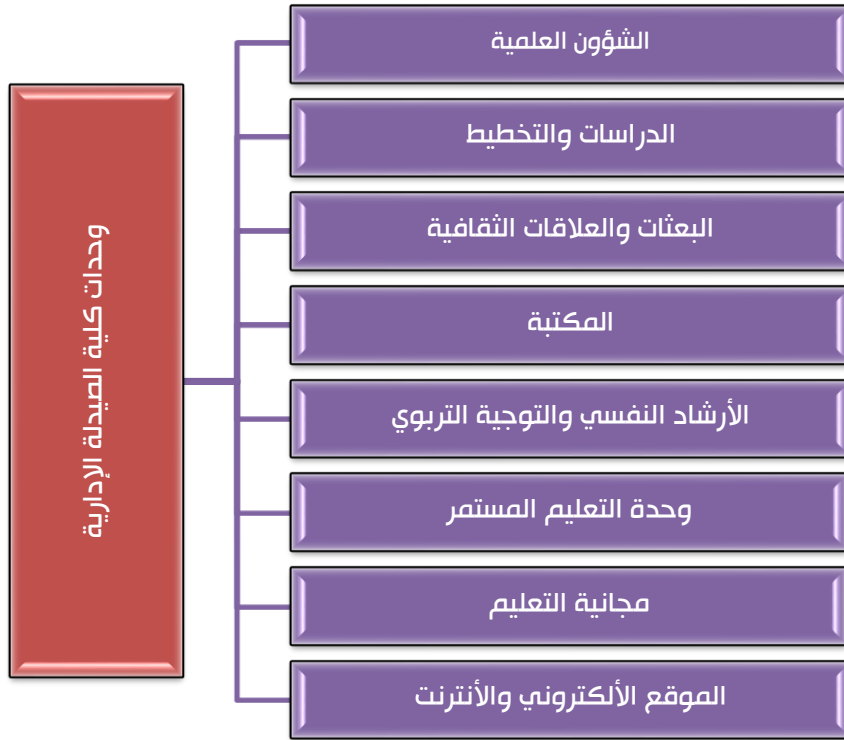 وحدات كلية الصيدلة الإدارية
الشؤون العلمية
الدراسات والتخطيط
البعثات والعلاقات الثقافية
المكتبة
الأرشاد النفسي والتوجية التربوي
وحدة التعليم المستمر
مجانية التعليم
الموقع الألكتروني والأنترنت